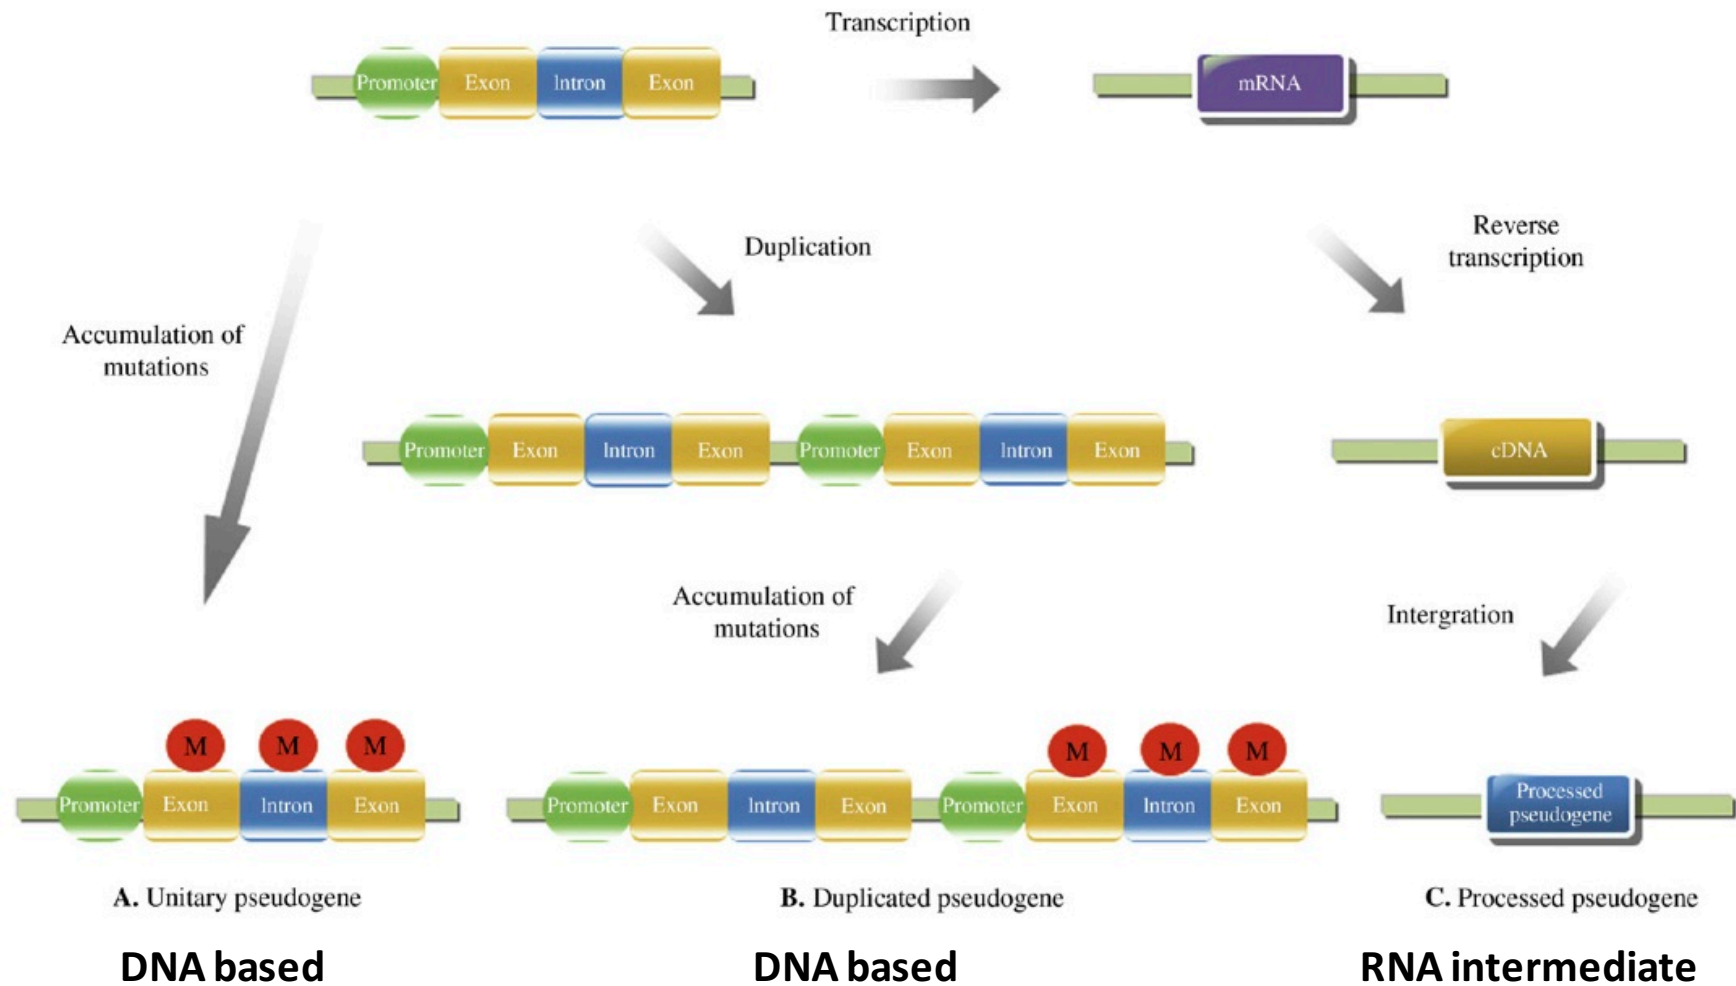 Transcription
Promoter Exon Intron Exon
mRNA
Duplication
Reverse
transcription
Accumulation of
mutations
Promoter Exon Intron Exon Promoter Exon Intron Exon
cDNA
Accumulation of
mutations
Intergration
M M M
M M M
Promoter Exon Intron Exon
Promoter Exon Intron Exon Promoter Exon Intron Exon
Processed
pseudogene
A. Unitary pseudogene
B. Duplicated pseudogene
C. Processed pseudogene
DNA based
DNA based
RNA intermediate